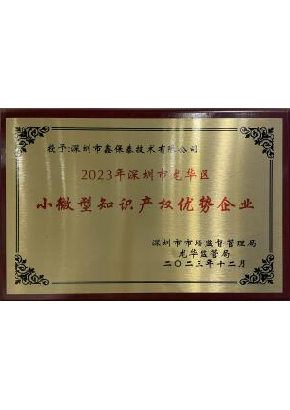 授予:深圳市鑫保泰技术有限公司
2023年深圳市龙华区
小微型知识产权优势企业
深圳市市场监督管理局
龙华监管局
二〇二三年十二月